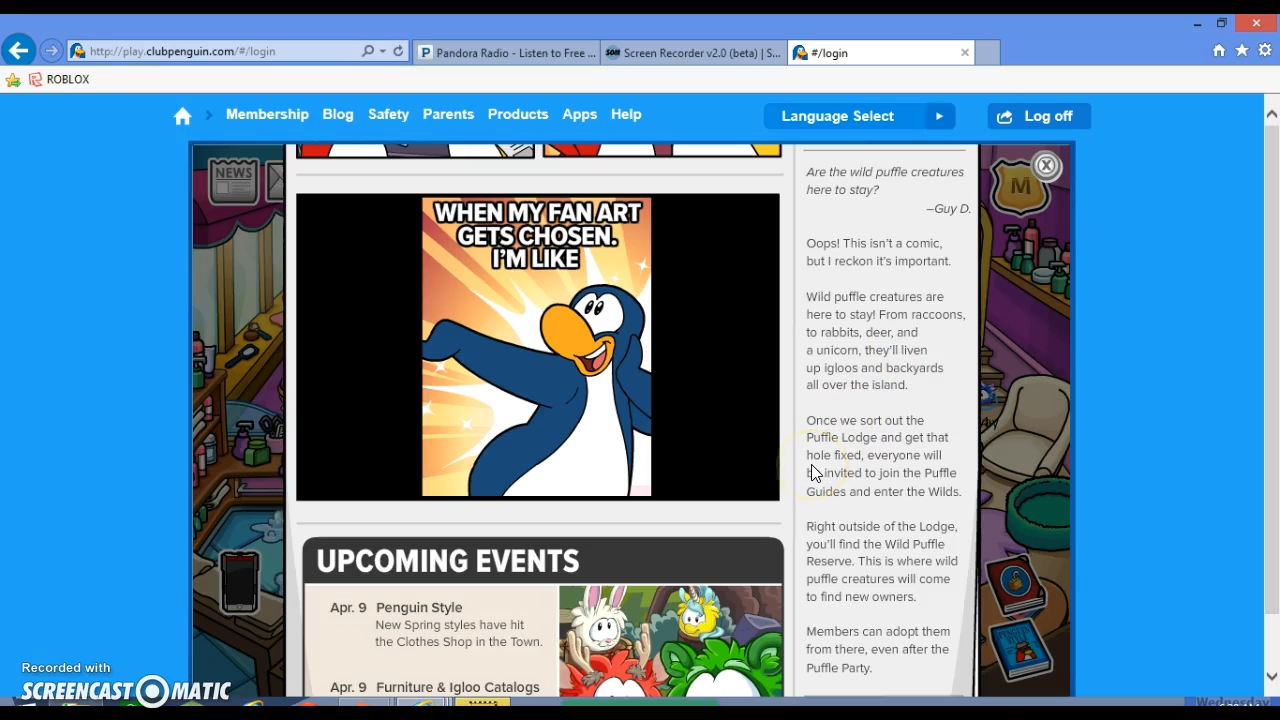 http://play.clubpenguin.com/#/login
Pandora Radio - Listen to Free ...
Screen Recorder v2.0 (beta) | S...
#/login
ROBLOX
Membership Blog Safety Parents Products Apps Help
Language Select
Log off
NEWS
M
WHEN MY FAN ART
GETS CHOSEN.
I'M LIKE
Are the wild puffle creatures
here to stay?
–Guy D.
Oops! This isn't a comic,
but I reckon it's important.
Wild puffle creatures are
here to stay! From raccoons,
to rabbits, deer, and
a unicorn, they'll liven
up igloos and backyards
all over the island.
Once we sort out the
Puffle Lodge and get that
hole fixed, everyone will
be invited to join the Puffle
Guides and enter the Wilds.
Right outside of the Lodge,
you'll find the Wild Puffle
Reserve. This is where wild
puffle creatures will come
to find new owners.
Members can adopt them
from there, even after the
Puffle Party.
UPCOMING EVENTS
Apr. 9 Penguin Style
New Spring styles have hit
the Clothes Shop in the Town.
Apr. 9 Furniture & Igloo Catalogs
Recorded with
SCREENCAST-O-MATIC
Wednesday